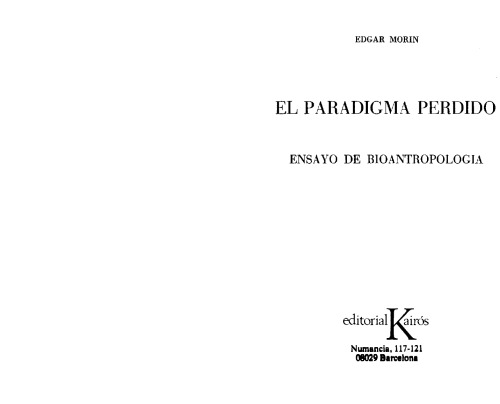 EDGAR MORIN
EL PARADIGMA PERDIDO
ENSAYO DE BIOANTROPOLOGIA
editorial Kairós
Numancia, 117-121
08029 Barcelona